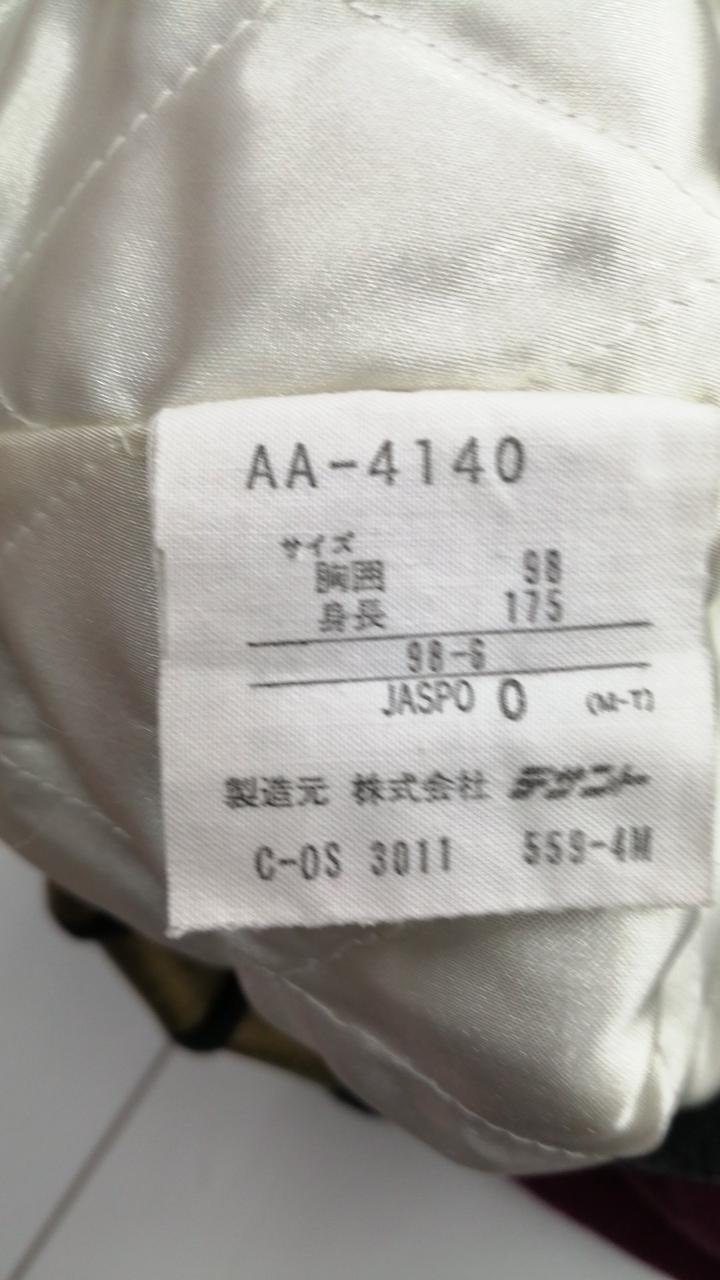 AA-4140
サイズ
胸囲 98
身長 175
98-6
JASPO O (M-T)
製造元 株式会社 デサント
C-OS 3011 559-4M